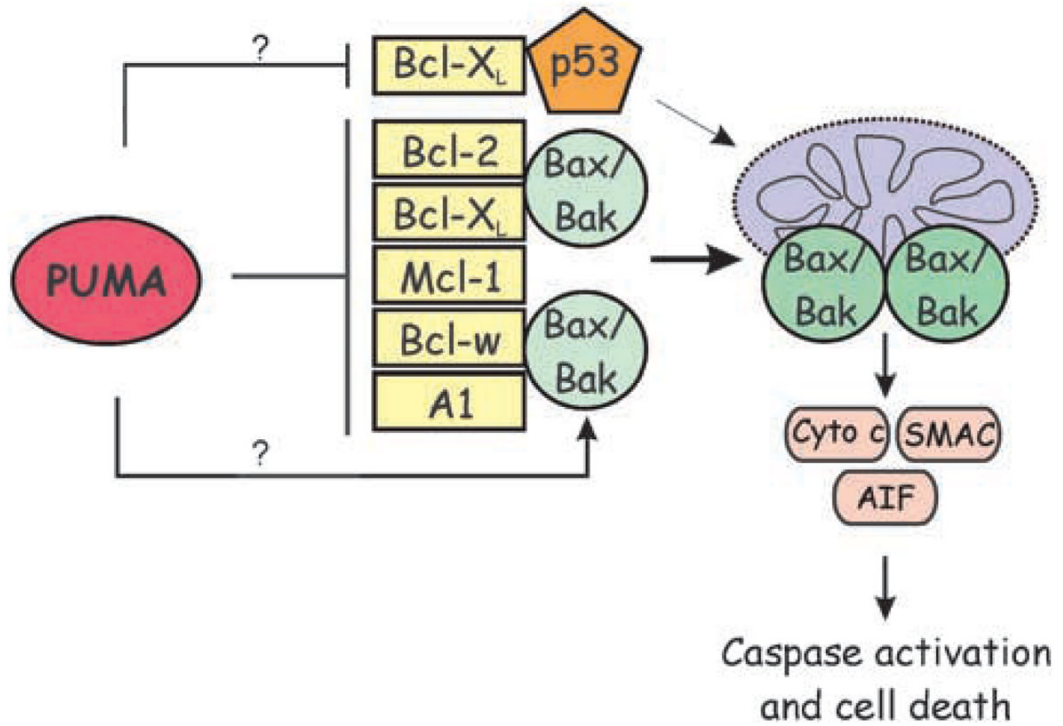 ?
Bcl-XL
p53
Bcl-2
Bax/
Bak
Bcl-XL
PUMA
Mcl-1
Bcl-w
Bax/
Bak
A1
?
Bax/
Bak
Bax/
Bak
Cyto c
SMAC
AIF
Caspase activation
and cell death